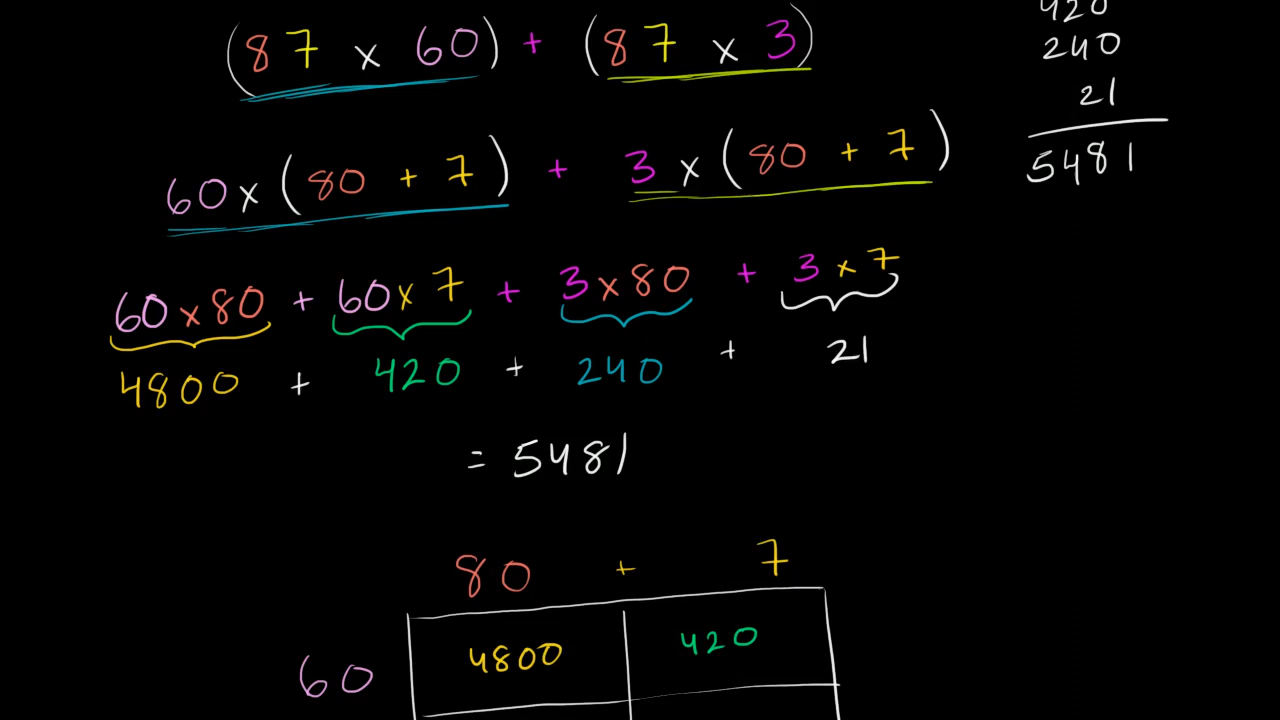 (87 x 60) + (87 x 3)
60 x (80 + 7) + 3 x (80 + 7)
60 x 80 + 60 x 7 + 3 x 80 + 3 x 7
4800 + 420 + 240 + 21
= 5481
80 + 7
4800 420
60
420
240
21
5481